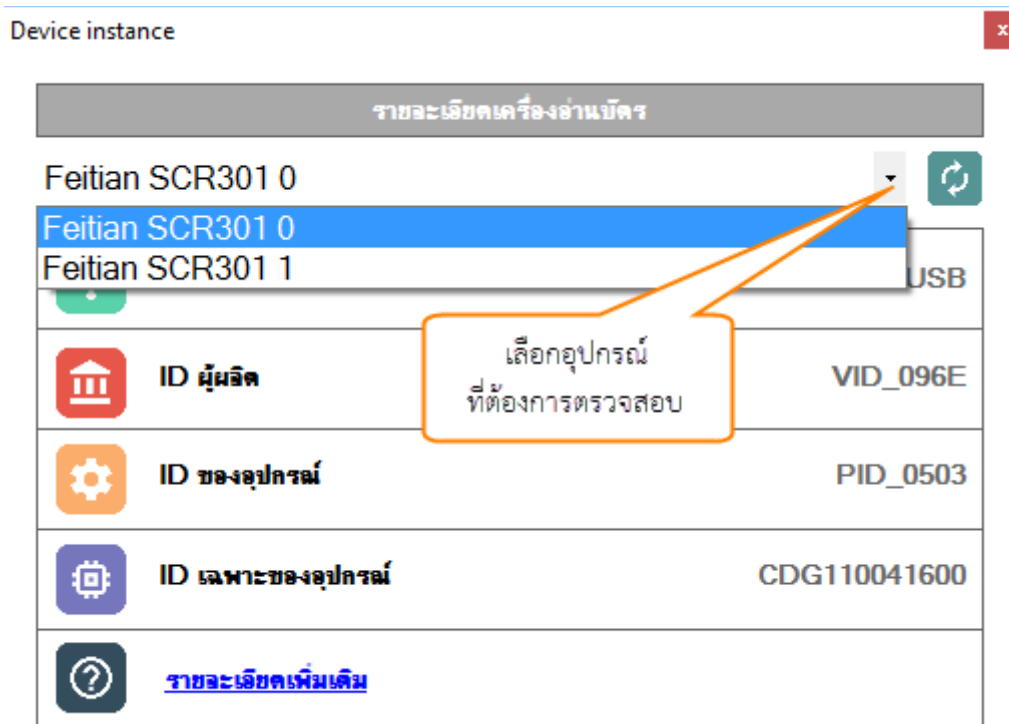 Device instance
x
รายละเอียดเครื่องอ่านบัตร
Feitian SCR301 0
Feitian SCR301 0
Feitian SCR301 1
USB
เลือกอุปกรณ์
ที่ต้องการตรวจสอบ
ID ผู้ผลิต
VID_096E
ID ของอุปกรณ์
PID_0503
ID เฉพาะของอุปกรณ์
CDG110041600
รายละเอียดเพิ่มเติม